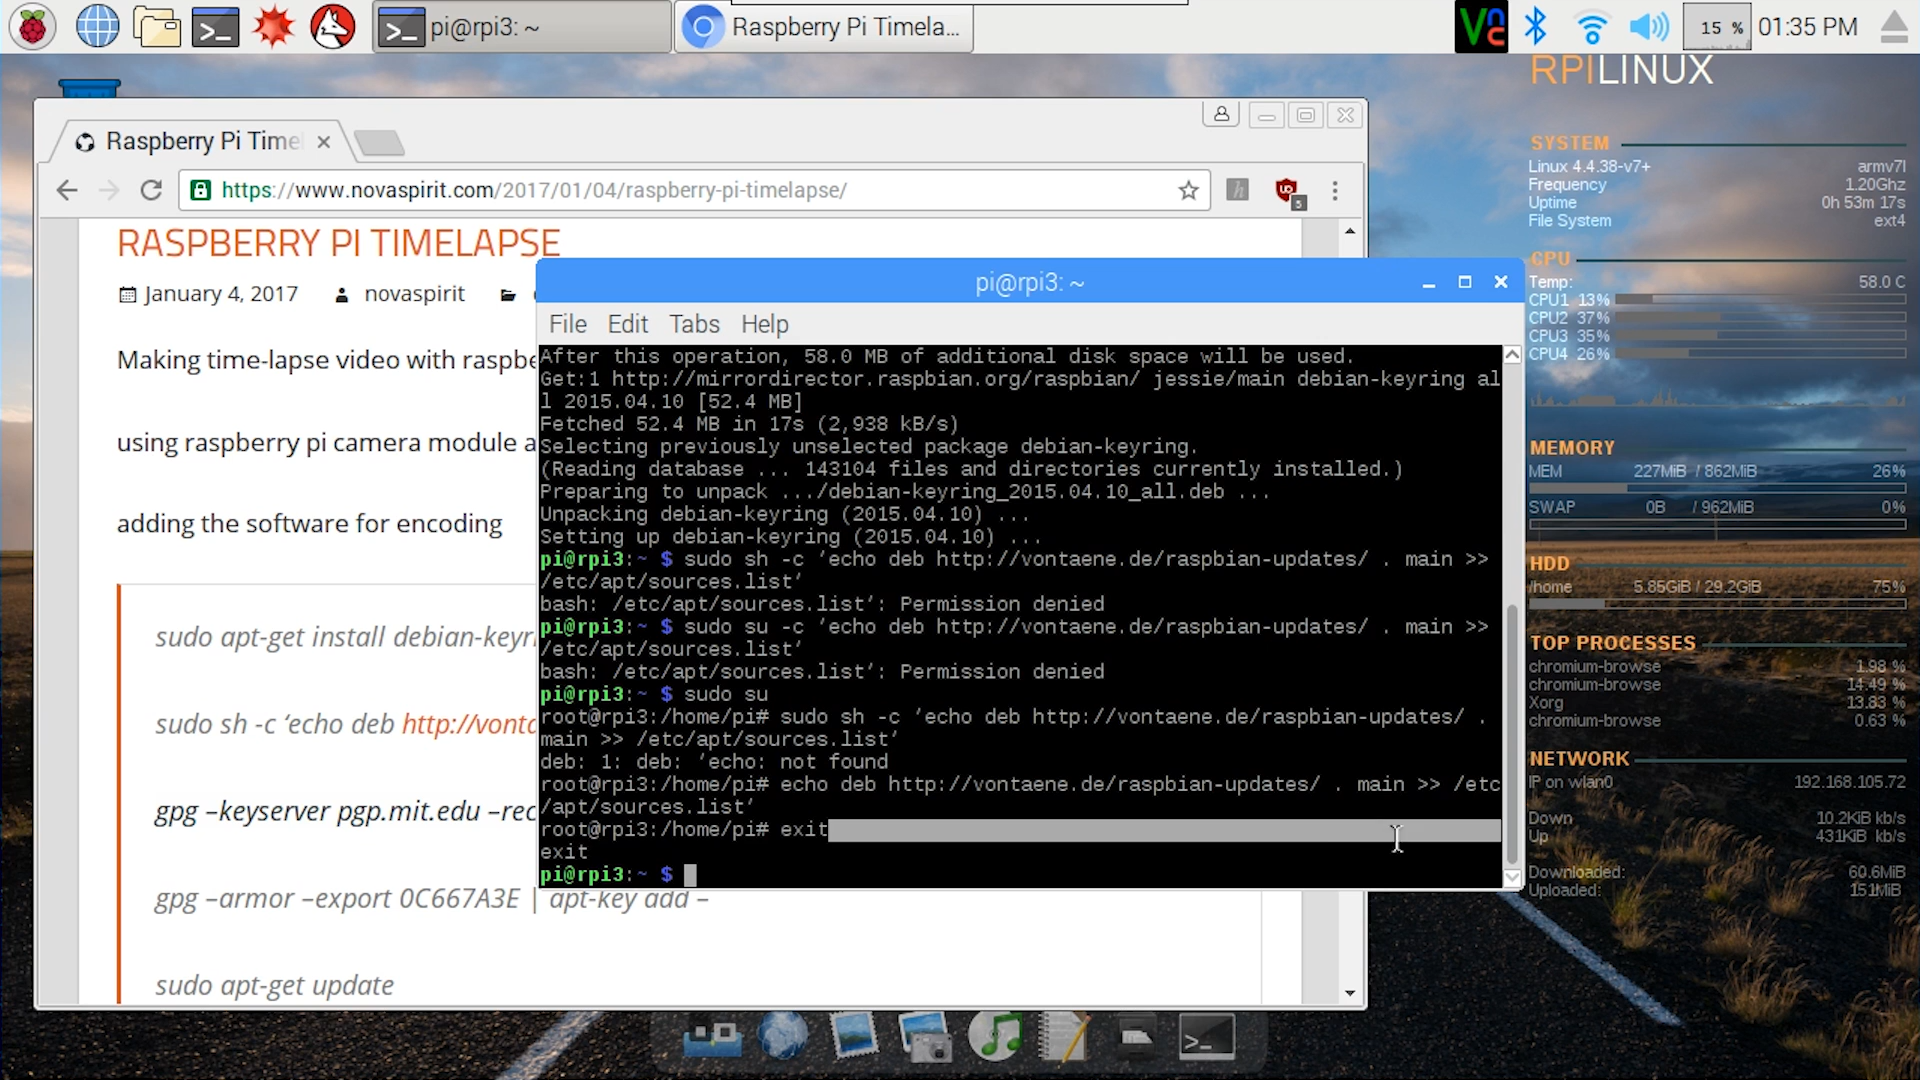 pi@rpi3: ~
Raspberry Pi Timela...
15 %
01:35 PM
Raspberry Pi Time
https://www.novaspirit.com/2017/01/04/raspberry-pi-timelapse/
5
RASPBERRY PI TIMELAPSE
January 4, 2017 novaspirit
Making time-lapse video with raspbe
using raspberry pi camera module a
adding the software for encoding
sudo apt-get install debian-keyri
sudo sh -c ‘echo deb http://vonta
gpg –keyserver pgp.mit.edu –rec
gpg –armor –export 0C667A3E | apt-key add –
sudo apt-get update
pi@rpi3: ~
File Edit Tabs Help
After this operation, 58.0 MB of additional disk space will be used.
Get:1 http://mirrordirector.raspbian.org/raspbian/ jessie/main debian-keyring al
l 2015.04.10 [52.4 MB]
Fetched 52.4 MB in 17s (2,938 kB/s)
Selecting previously unselected package debian-keyring.
(Reading database ... 143104 files and directories currently installed.)
Preparing to unpack .../debian-keyring_2015.04.10_all.deb ...
Unpacking debian-keyring (2015.04.10) ...
Setting up debian-keyring (2015.04.10) ...
pi@rpi3:~ $ sudo sh -c ‘echo deb http://vontaene.de/raspbian-updates/ . main >>
/etc/apt/sources.list’
bash: /etc/apt/sources.list’: Permission denied
pi@rpi3:~ $ sudo su -c ‘echo deb http://vontaene.de/raspbian-updates/ . main >>
/etc/apt/sources.list’
bash: /etc/apt/sources.list’: Permission denied
pi@rpi3:~ $ sudo su
root@rpi3:/home/pi# sudo sh -c ‘echo deb http://vontaene.de/raspbian-updates/ .
main >> /etc/apt/sources.list’
deb: 1: deb: ‘echo: not found
root@rpi3:/home/pi# echo deb http://vontaene.de/raspbian-updates/ . main >> /etc
/apt/sources.list’
root@rpi3:/home/pi# exit
exit
pi@rpi3:~ $
RPILINUX
SYSTEM
Linux 4.4.38-v7+ armv7l
Frequency 1.20Ghz
Uptime 0h 53m 17s
File System ext4
CPU
Temp: 58.0 C
CPU1 13%
CPU2 37%
CPU3 35%
CPU4 26%
MEMORY
MEM 227MiB / 862MiB 26%
SWAP 0B / 962MiB 0%
HDD
/home 5.85GiB / 29.2GiB 75%
TOP PROCESSES
chromium-browse 1.98 %
chromium-browse 14.49 %
Xorg 13.83 %
chromium-browse 0.63 %
NETWORK
IP on wlan0 192.168.105.72
Down 10.2KiB kb/s
Up 431KiB kb/s
Downloaded: 60.6MiB
Uploaded: 151MiB